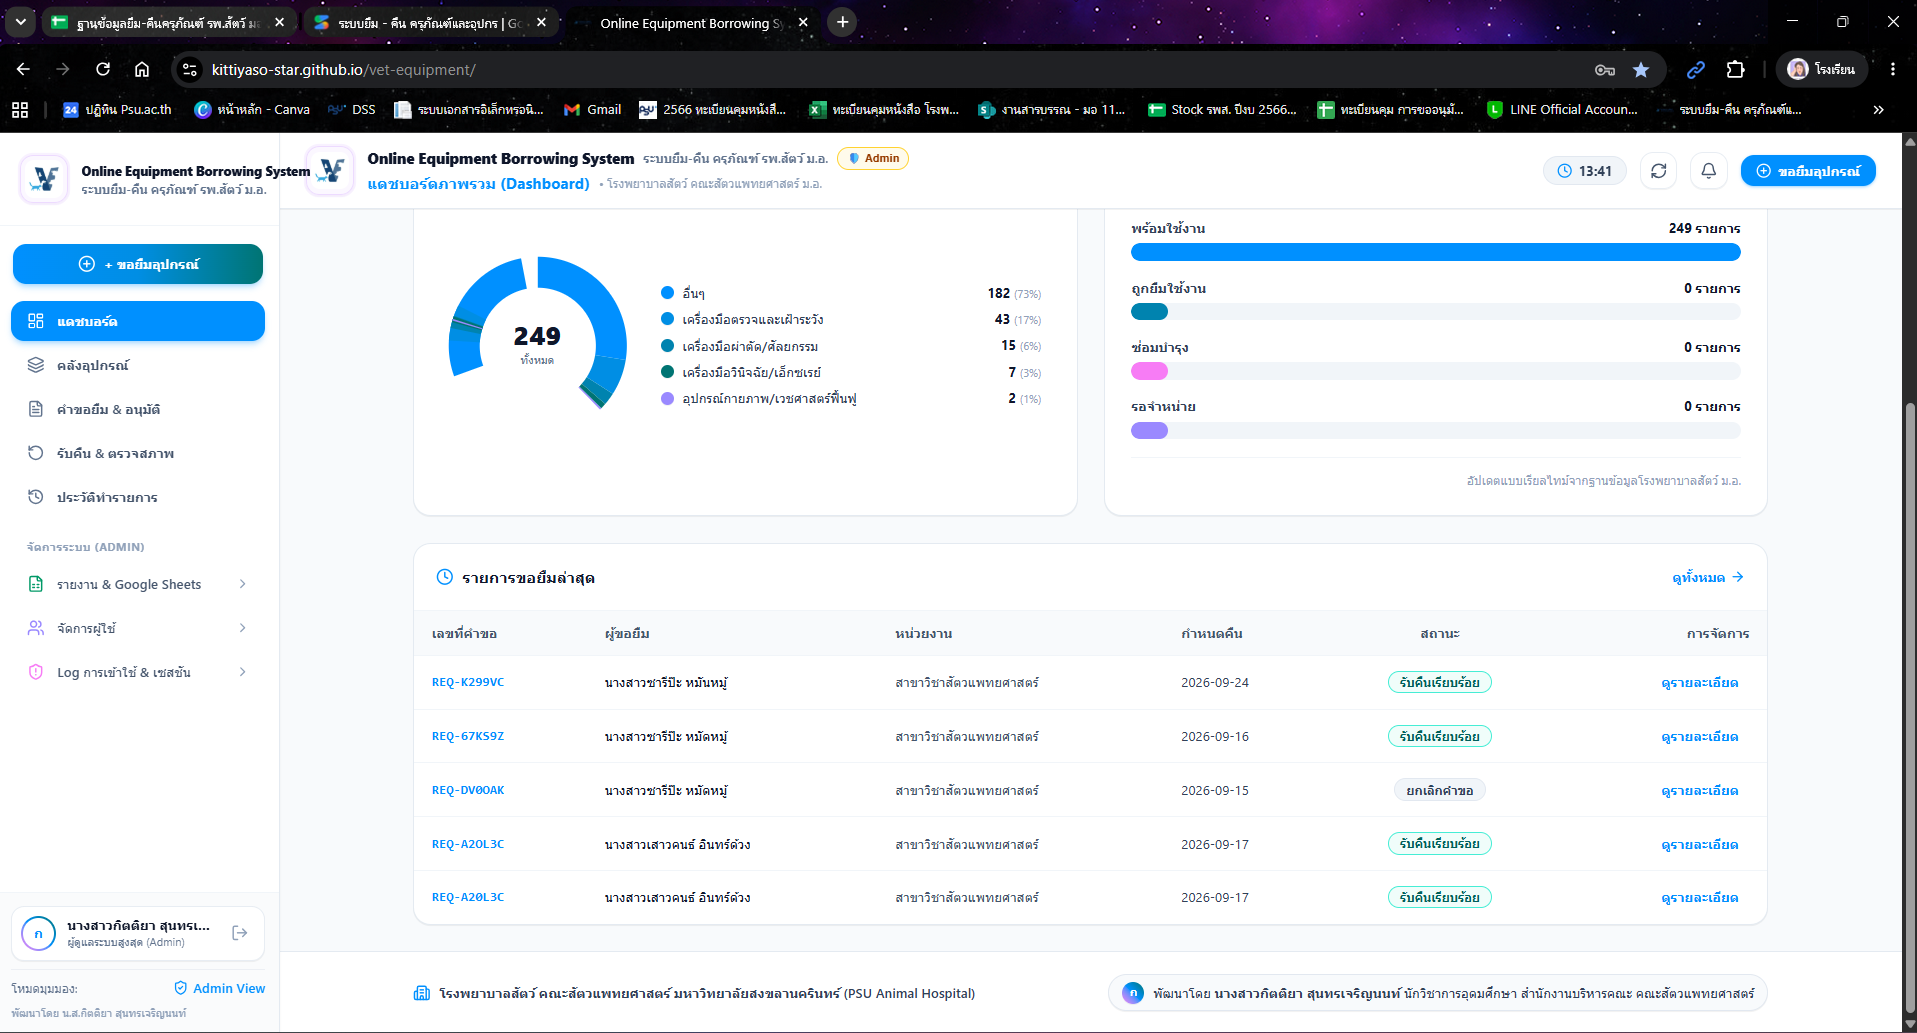 ฐานข้อมูลยืม-คืนครุภัณฑ์ รพ.สัตว์ ม.อ
ระบบยืม - คืน ครุภัณฑ์และอุปกร | Go
Online Equipment Borrowing Sy
kittiyaso-star.github.io/vet-equipment/
โรงเรียน
ปฏิทิน Psu.ac.th
หน้าหลัก - Canva
DSS
ระบบเอกสารอิเล็กทรอนิ...
Gmail
2566 ทะเบียนคุมหนังสื...
ทะเบียนคุมหนังสือ โรงพ...
งานสารบรรณ - มอ 11...
Stock รพส. ปีงบ 2566...
ทะเบียนคุม การขออนุมั...
LINE Official Accoun...
ระบบยืม-คืน ครุภัณฑ์แ...
Online Equipment Borrowing System
ระบบยืม-คืน ครุภัณฑ์ รพ.สัตว์ ม.อ.
Online Equipment Borrowing System ระบบยืม-คืน ครุภัณฑ์ รพ.สัตว์ ม.อ. Admin
แดชบอร์ดภาพรวม (Dashboard) • โรงพยาบาลสัตว์ คณะสัตวแพทยศาสตร์ ม.อ.
13:41
ขอยืมอุปกรณ์
+ ขอยืมอุปกรณ์
แดชบอร์ด
คลังอุปกรณ์
คำขอยืม & อนุมัติ
รับคืน & ตรวจสภาพ
ประวัติทำรายการ
จัดการระบบ (ADMIN)
รายงาน & Google Sheets
จัดการผู้ใช้
Log การเข้าใช้ & เซสชัน
นางสาวกิตติยา สุนทรเ...
ผู้ดูแลระบบสูงสุด (Admin)
โหมดมุมมอง: Admin View
พัฒนาโดย น.ส.กิตติยา สุนทรเจริญนนท์
249
ทั้งหมด
อื่นๆ 182 (73%)
เครื่องมือตรวจและเฝ้าระวัง 43 (17%)
เครื่องมือผ่าตัด/ศัลยกรรม 15 (6%)
เครื่องมือวินิจฉัย/เอ็กซเรย์ 7 (3%)
อุปกรณ์กายภาพ/เวชศาสตร์ฟื้นฟู 2 (1%)
พร้อมใช้งาน 249 รายการ
ถูกยืมใช้งาน 0 รายการ
ซ่อมบำรุง 0 รายการ
รอจำหน่าย 0 รายการ
อัปเดตแบบเรียลไทม์จากฐานข้อมูลโรงพยาบาลสัตว์ ม.อ.
รายการขอยืมล่าสุด
ดูทั้งหมด
เลขที่คำขอ ผู้ขอยืม หน่วยงาน กำหนดคืน สถานะ การจัดการ
REQ-K299VC นางสาวซารีป๊ะ หมันหมู้ สาขาวิชาสัตวแพทยศาสตร์ 2026-09-24 รับคืนเรียบร้อย ดูรายละเอียด
REQ-67KS9Z นางสาวซารีป๊ะ หมัดหมู้ สาขาวิชาสัตวแพทยศาสตร์ 2026-09-16 รับคืนเรียบร้อย ดูรายละเอียด
REQ-DV0OAK นางสาวซารีป๊ะ หมัดหมู้ สาขาวิชาสัตวแพทยศาสตร์ 2026-09-15 ยกเลิกคำขอ ดูรายละเอียด
REQ-A2OL3C นางสาวเสาวคนธ์ อินทร์ด้วง สาขาวิชาสัตวแพทยศาสตร์ 2026-09-17 รับคืนเรียบร้อย ดูรายละเอียด
REQ-A20L3C นางสาวเสาวคนธ์ อินทร์ด้วง สาขาวิชาสัตวแพทยศาสตร์ 2026-09-17 รับคืนเรียบร้อย ดูรายละเอียด
โรงพยาบาลสัตว์ คณะสัตวแพทยศาสตร์ มหาวิทยาลัยสงขลานครินทร์ (PSU Animal Hospital)
ก พัฒนาโดย นางสาวกิตติยา สุนทรเจริญนนท์ นักวิชาการอุดมศึกษา สำนักงานบริหารคณะ คณะสัตวแพทยศาสตร์